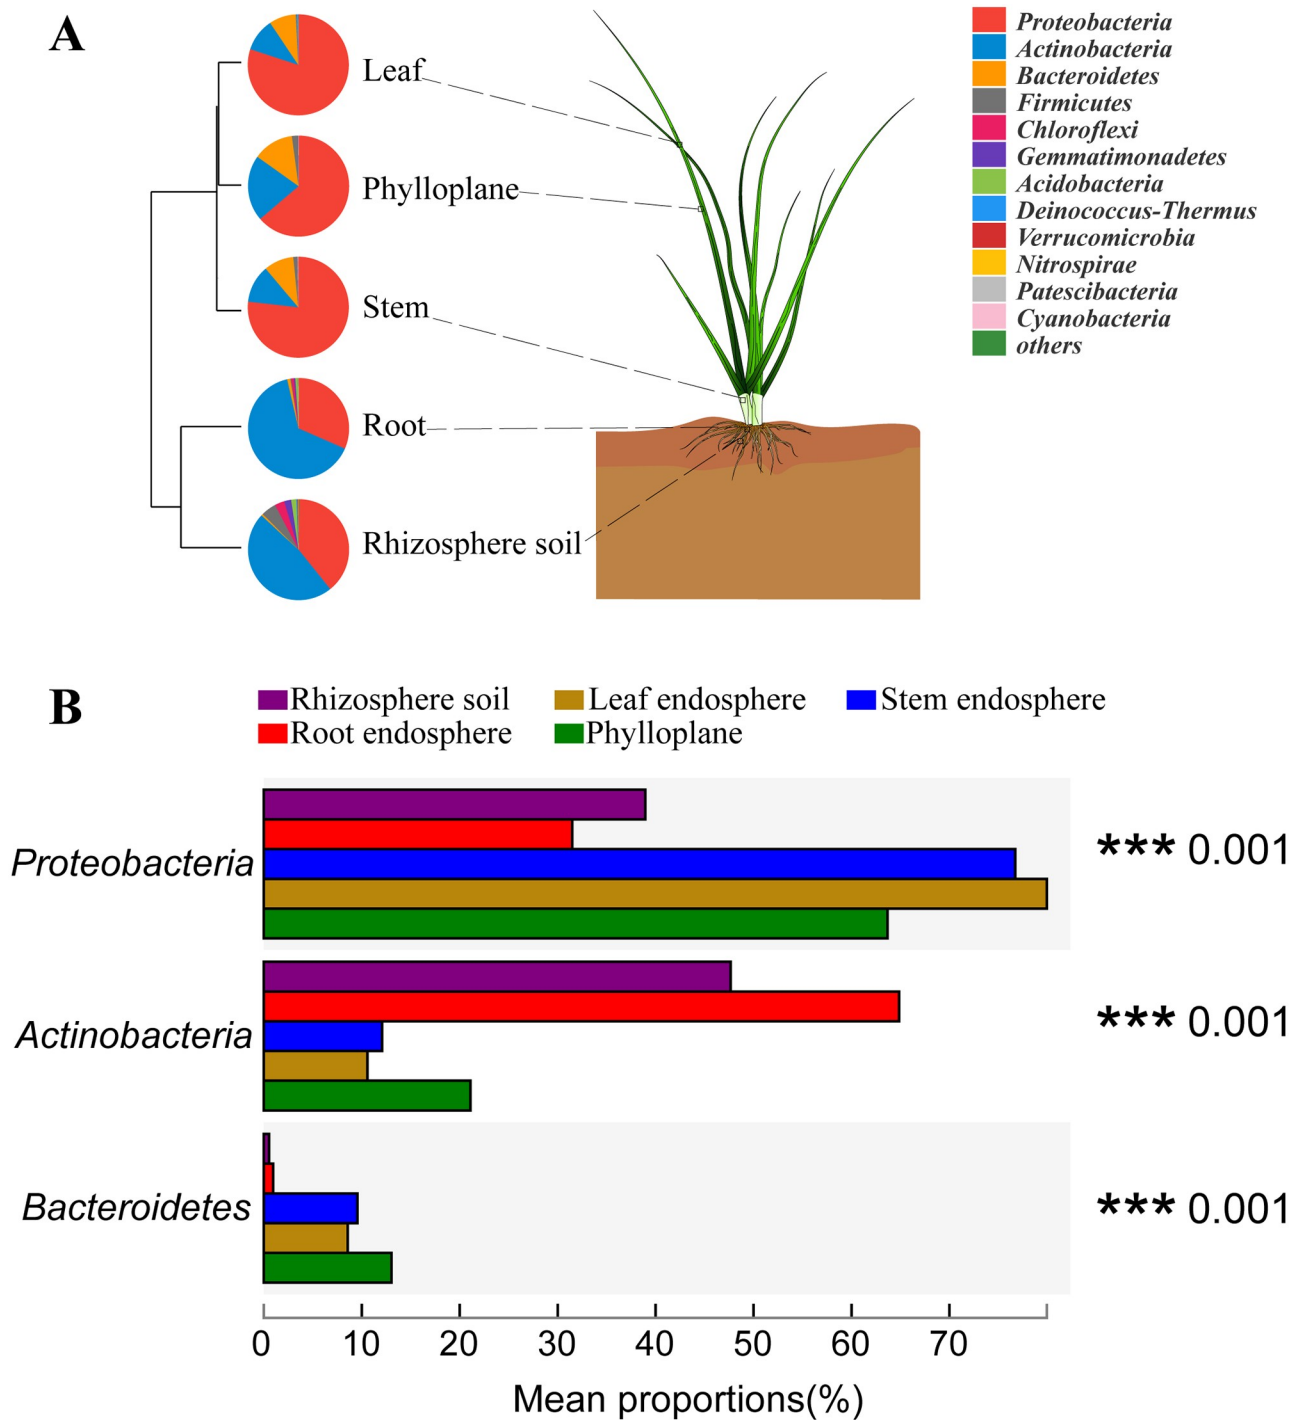 A
Leaf
Phylloplane
Stem
Root
Rhizosphere soil
Proteobacteria
Actinobacteria
Bacteroidetes
Firmicutes
Chloroflexi
Gemmatimonadetes
Acidobacteria
Deinococcus-Thermus
Verrucomicrobia
Nitrospirae
Patescibacteria
Cyanobacteria
others
B
Rhizosphere soil Leaf endosphere Stem endosphere
Root endosphere Phylloplane
Proteobacteria *** 0.001
Actinobacteria *** 0.001
Bacteroidetes *** 0.001
0 10 20 30 40 50 60 70
Mean proportions(%)